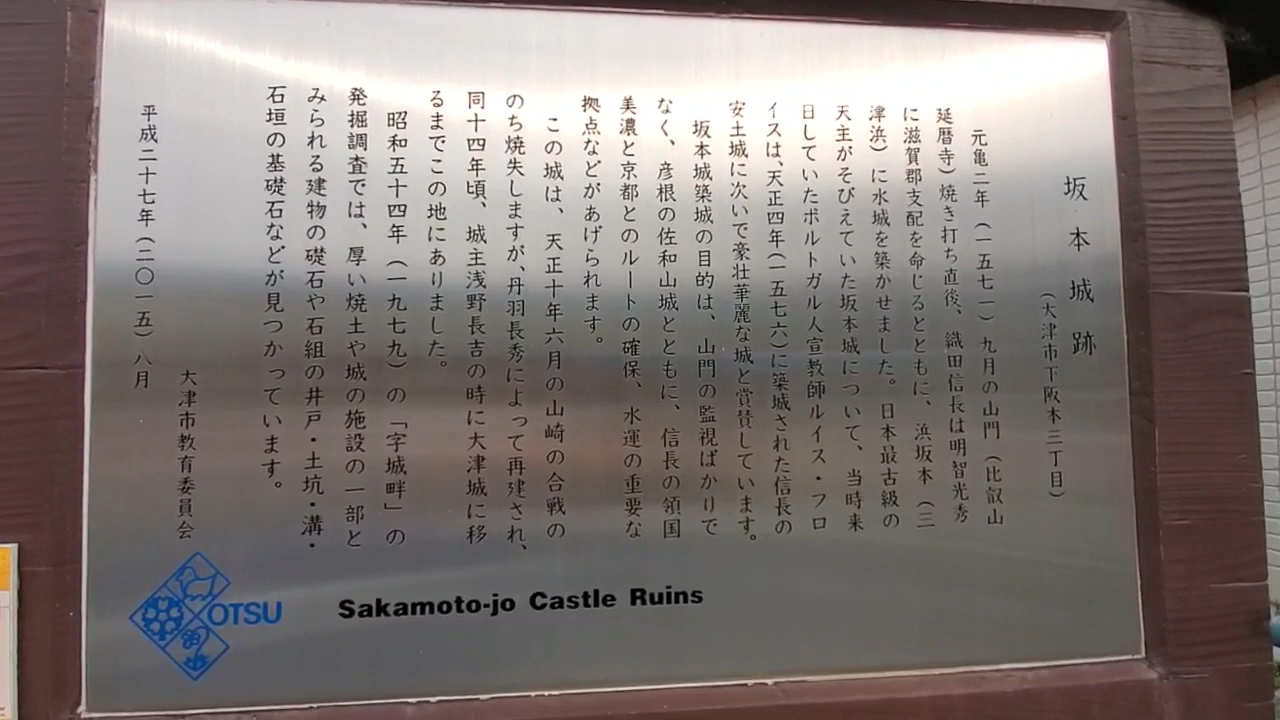 坂本城跡
(大津市下阪本三丁目)
元亀二年(一五七一)九月の山門(比叡山
延暦寺)焼き打ち直後、織田信長は明智光秀
に滋賀郡支配を命じるとともに、浜坂本(三
津浜)に水城を築かせました。日本最古級の
天主がそびえていた坂本城について、当時来
日していたポルトガル人宣教師ルイス・フロ
イスは、天正四年(一五七六)に築城された信長の
安土城に次いで豪壮華麗な城と賞賛しています。
坂本城築城の目的は、山門の監視ばかりで
なく、彦根の佐和山城とともに、信長の領国
美濃と京都とのルートの確保、水運の重要な
拠点などがあげられます。
この城は、天正十年六月の山崎の合戦の
のち焼失しますが、丹羽長秀によって再建され、
同十四年頃、城主浅野長吉の時に大津城に移
るまでこの地にありました。
昭和五十四年(一九七九)の「字城畔」の
発掘調査では、厚い焼土や城の施設の一部と
みられる建物の礎石や石組の井戸・土坑・溝・
石垣の基礎石などが見つかっています。
大津市教育委員会
平成二十七年(二〇一五)八月
OTSU
Sakamoto-jo Castle Ruins